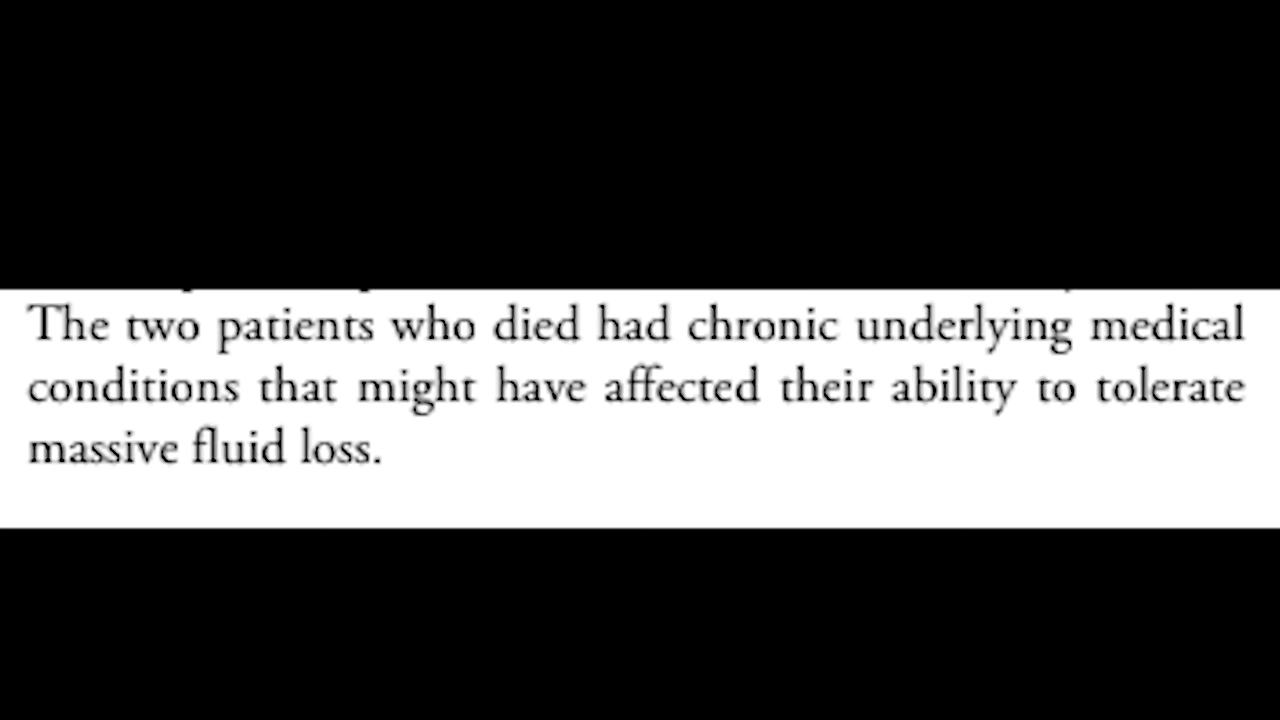 The two patients who died had chronic underlying medical
conditions that might have affected their ability to tolerate
massive fluid loss.